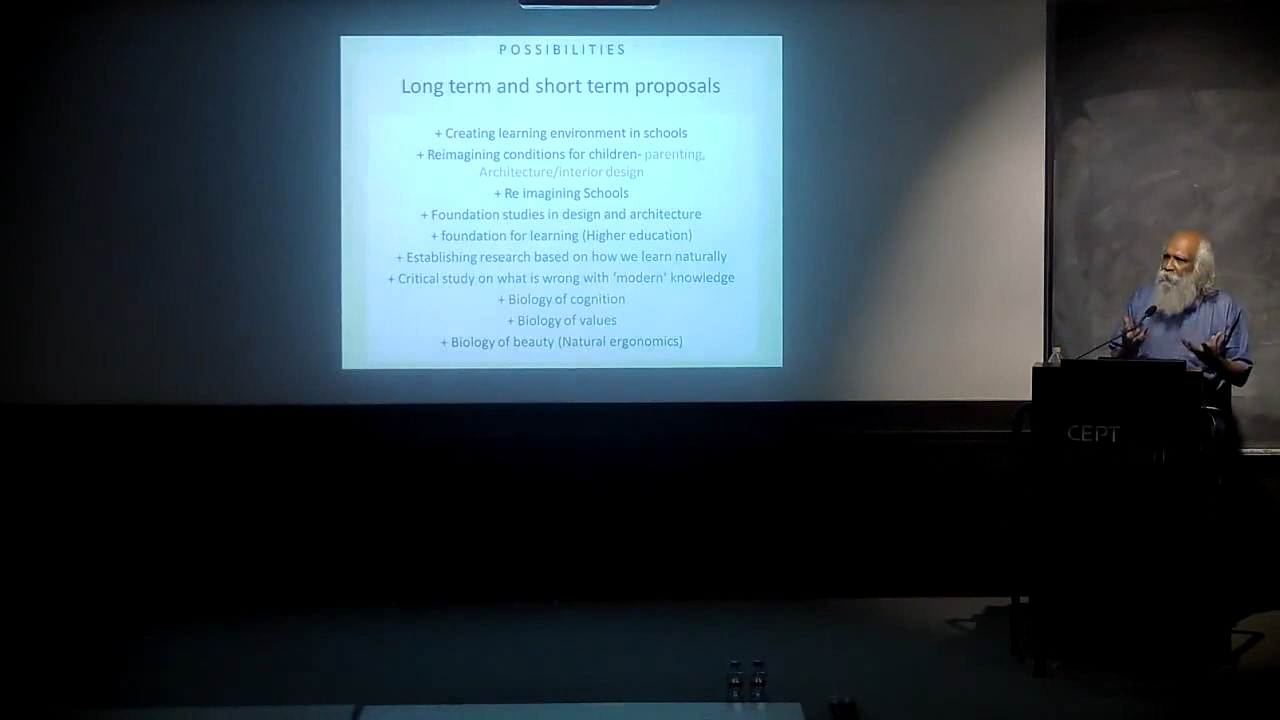 POSSIBILITIES
Long term and short term proposals
+ Creating learning environment in schools
+ Reimagining conditions for children- parenting,
Architecture/interior design
+ Re imagining Schools
+ Foundation studies in design and architecture
+ foundation for learning (Higher education)
+ Establishing research based on how we learn naturally
+ Critical study on what is wrong with ‘modern’ knowledge
+ Biology of cognition
+ Biology of values
+ Biology of beauty (Natural ergonomics)
CEPT